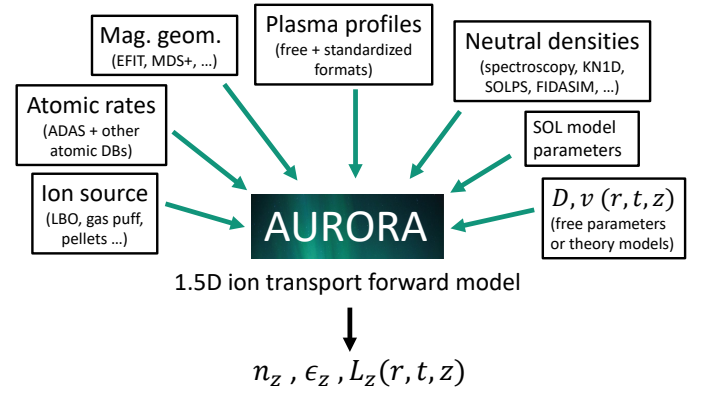 Plasma profiles
(free + standardized
formats)
Mag. geom.
(EFIT, MDS+, …)
Neutral densities
(spectroscopy, KN1D,
SOLPS, FIDASIM, …)
Atomic rates
(ADAS + other
atomic DBs)
SOL model
parameters
Ion source
(LBO, gas puff,
pellets …)
D, v (r, t, z)
(free parameters
or theory models)
AURORA
1.5D ion transport forward model
n_z , ϵ_z , L_z(r, t, z)